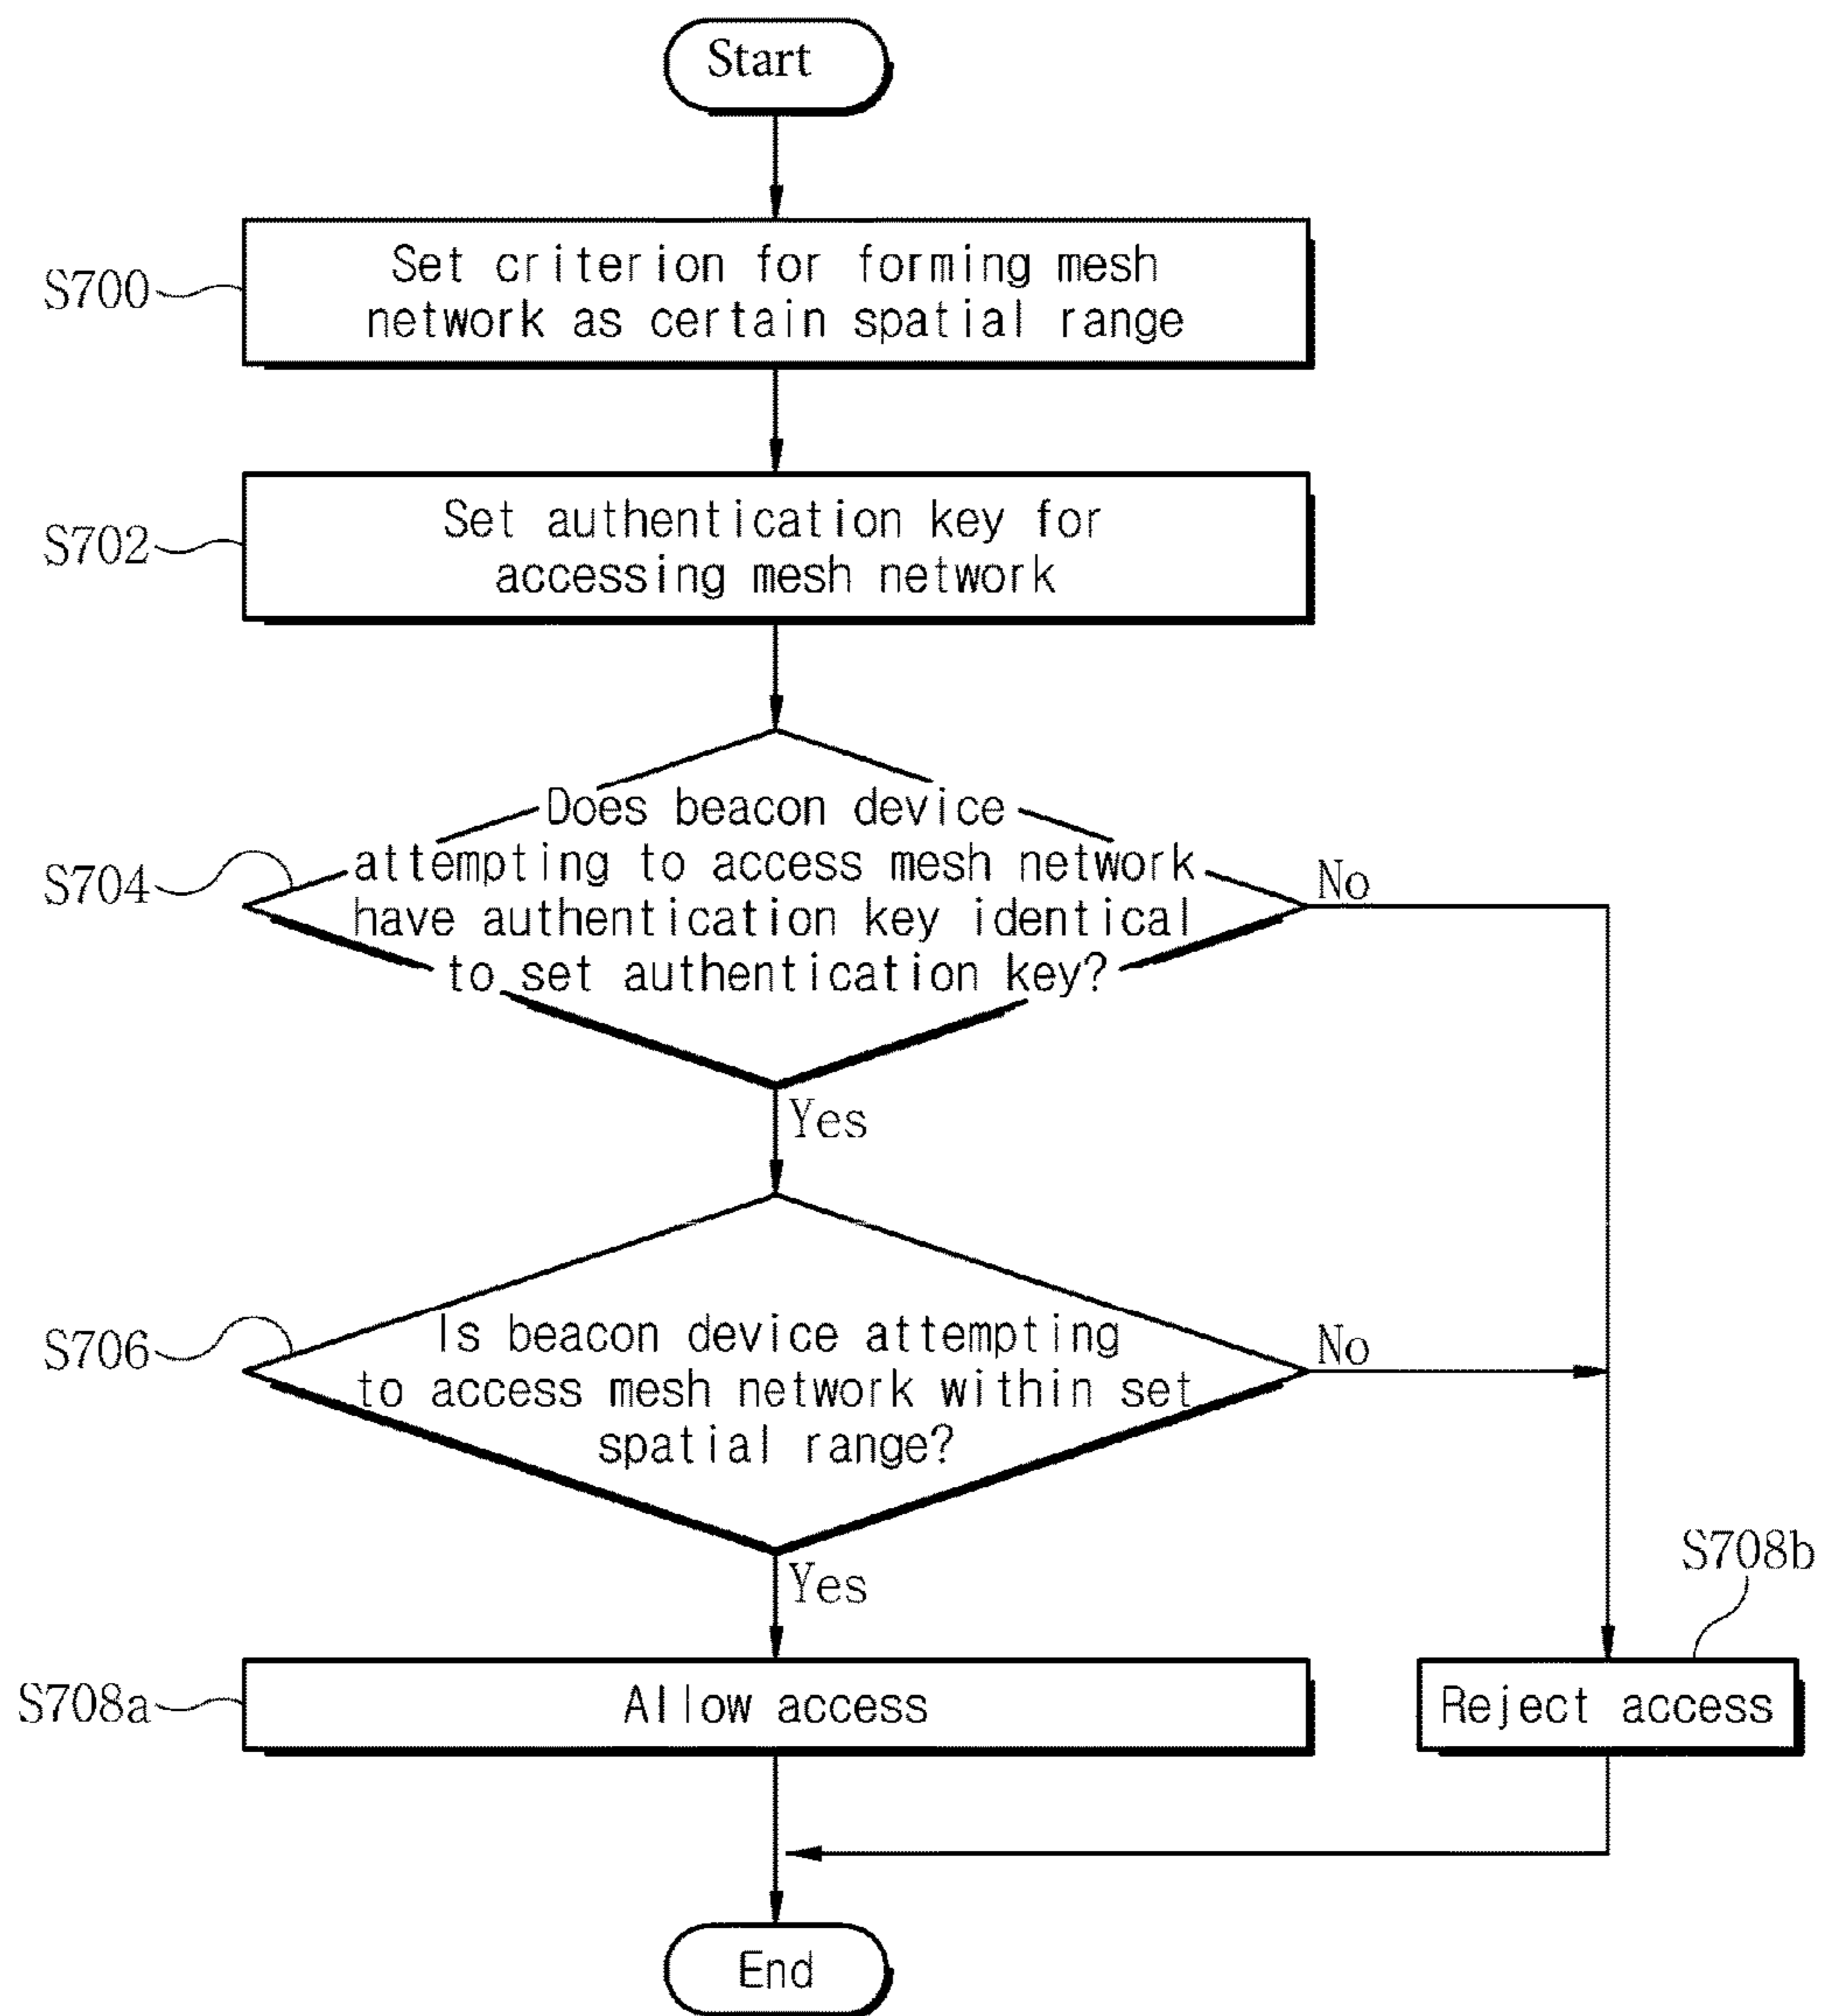 Start
S700
Set criterion for forming mesh
network as certain spatial range
S702
Set authentication key for
accessing mesh network
S704
Does beacon device
attempting to access mesh network
have authentication key identical
to set authentication key?
No
Yes
S706
Is beacon device attempting
to access mesh network within set
spatial range?
No
Yes
S708b
S708a
Allow access
Reject access
End